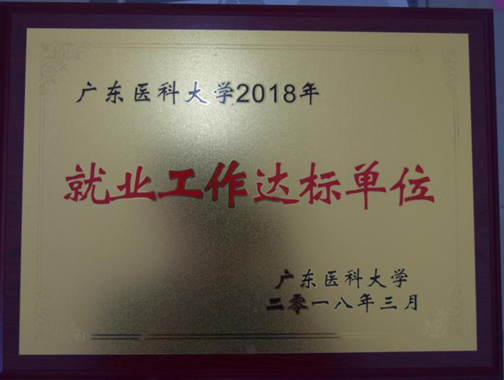 广东医科大学2018年
就业工作达标单位
广东医科大学
二零一八年三月